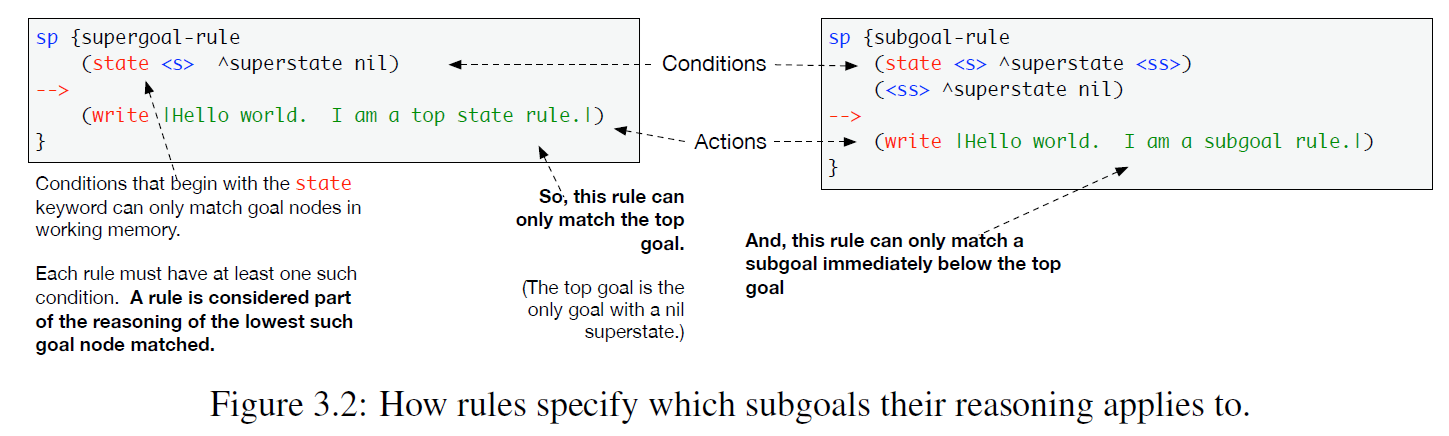 sp {supergoal-rule
(state <s> ^superstate nil)
-->
(write |Hello world. I am a top state rule.|)
}
Conditions
Actions
sp {subgoal-rule
(state <s> ^superstate <ss>)
(<ss> ^superstate nil)
-->
(write |Hello world. I am a subgoal rule.|)
}
Conditions that begin with the state
keyword can only match goal nodes in
working memory.
Each rule must have at least one such
condition. A rule is considered part
of the reasoning of the lowest such
goal node matched.
So, this rule can
only match the top
goal.
(The top goal is the
only goal with a nil
superstate.)
And, this rule can only match a
subgoal immediately below the top
goal
Figure 3.2: How rules specify which subgoals their reasoning applies to.